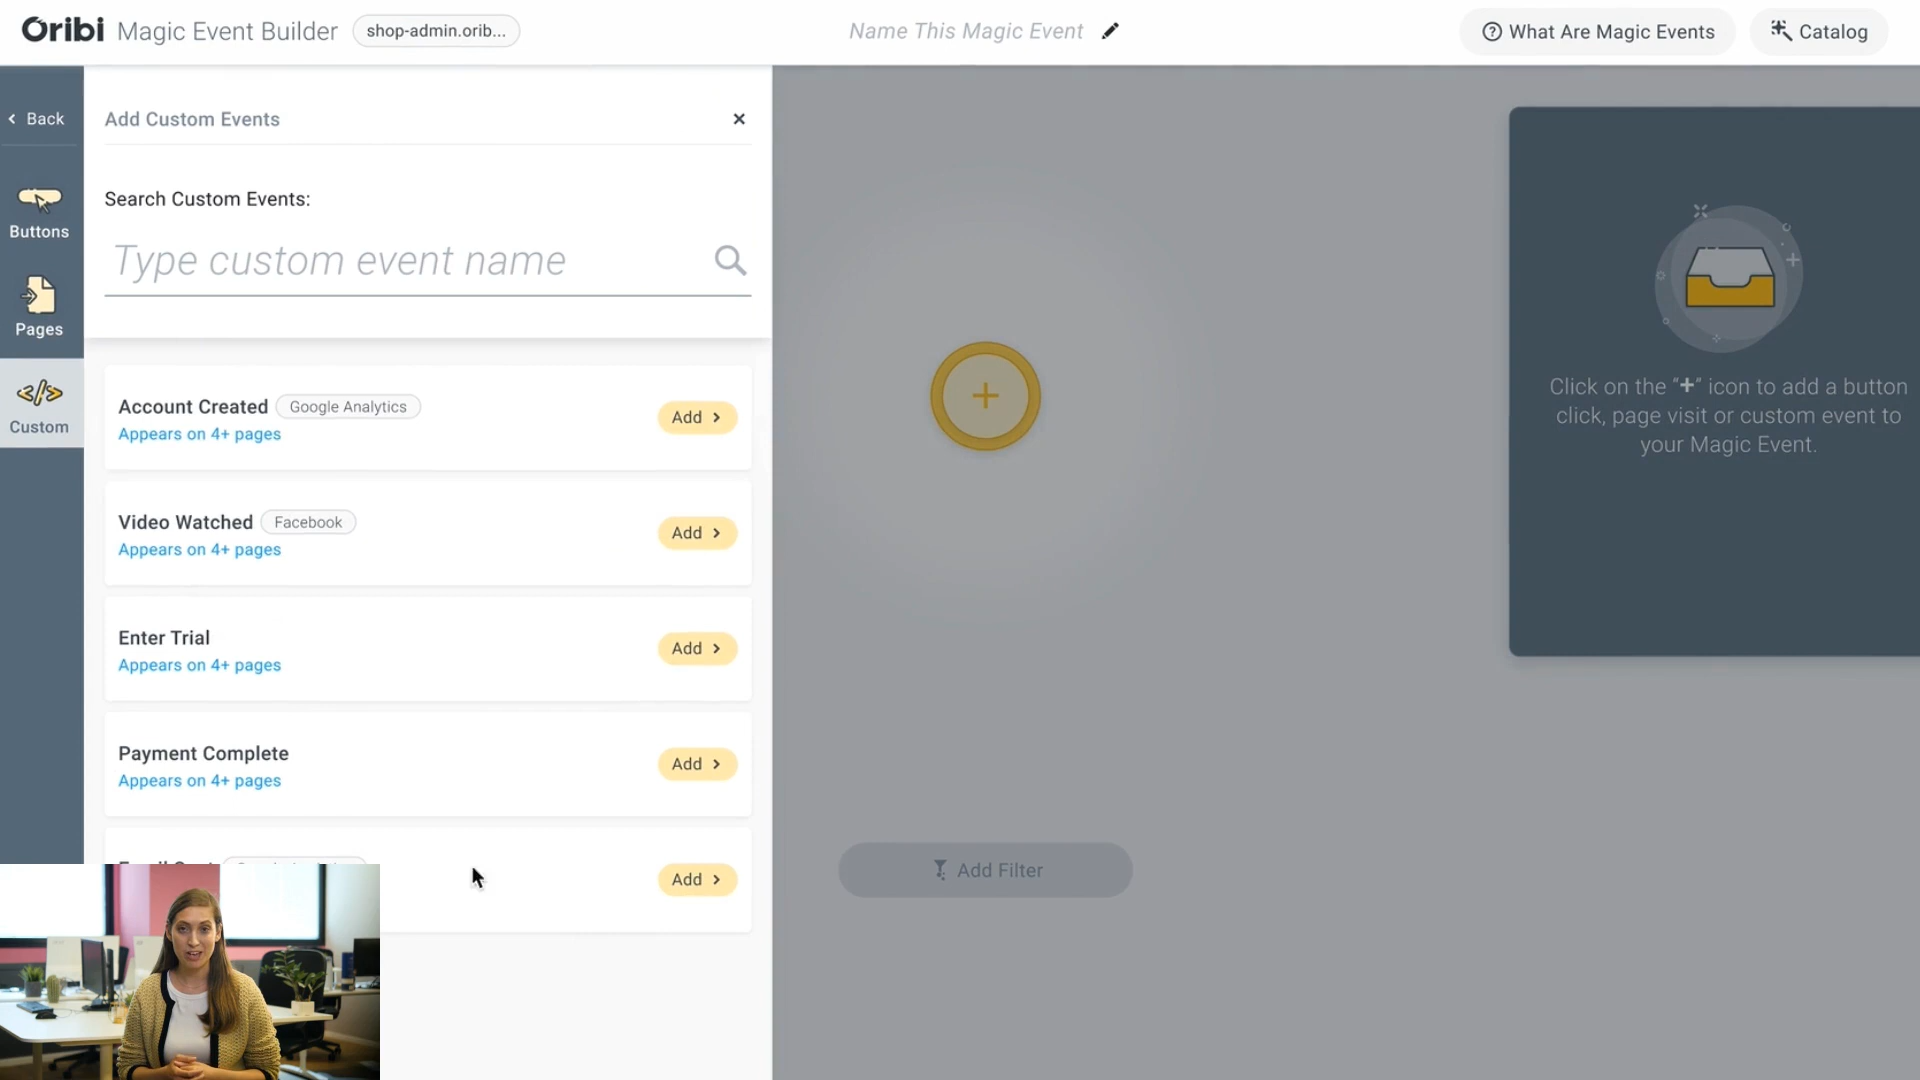 Oribi Magic Event Builder shop-admin.orib...
Name This Magic Event
What Are Magic Events
Catalog
Back
Buttons
Pages
Custom
Add Custom Events
Search Custom Events:
Type custom event name
Account Created Google Analytics
Appears on 4+ pages
Add
Video Watched Facebook
Appears on 4+ pages
Add
Enter Trial
Appears on 4+ pages
Add
Payment Complete
Appears on 4+ pages
Add
Add
Add Filter
Click on the “+” icon to add a button
click, page visit or custom event to
your Magic Event.